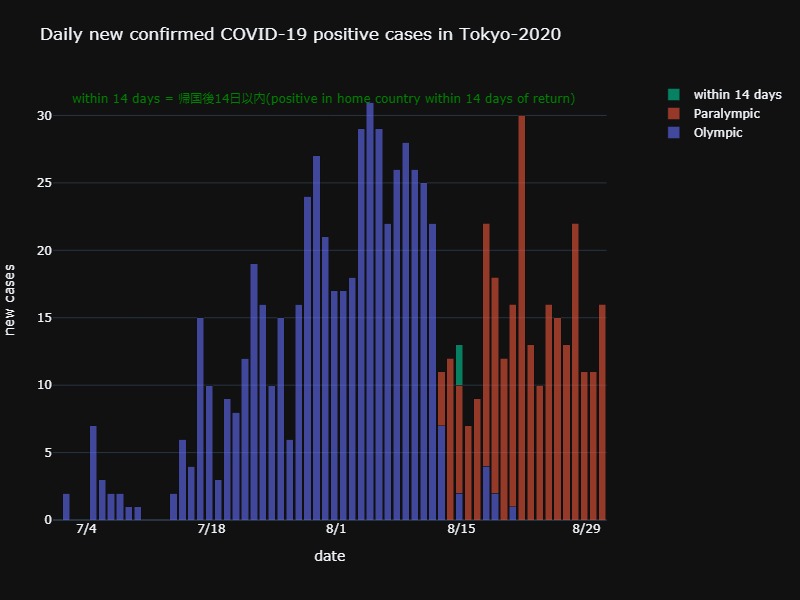 Daily new confirmed COVID-19 positive cases in Tokyo-2020
within 14 days = 帰国後14日以内(positive in home country within 14 days of return)
within 14 days
Paralympic
Olympic
30
25
20
15
10
5
0
new cases
7/4
7/18
8/1
8/15
8/29
date